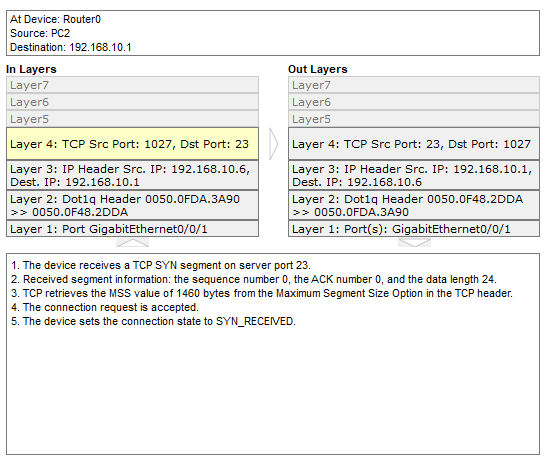 At Device: Router0
Source: PC2
Destination: 192.168.10.1
In Layers
Layer7
Layer6
Layer5
Layer 4: TCP Src Port: 1027, Dst Port: 23
Layer 3: IP Header Src. IP: 192.168.10.6,
Dest. IP: 192.168.10.1
Layer 2: Dot1q Header 0050.0FDA.3A90
>> 0050.0F48.2DDA
Layer 1: Port GigabitEthernet0/0/1
Out Layers
Layer7
Layer6
Layer5
Layer 4: TCP Src Port: 23, Dst Port: 1027
Layer 3: IP Header Src. IP: 192.168.10.1,
Dest. IP: 192.168.10.6
Layer 2: Dot1q Header 0050.0F48.2DDA
>> 0050.0FDA.3A90
Layer 1: Port(s): GigabitEthernet0/0/1
1. The device receives a TCP SYN segment on server port 23.
2. Received segment information: the sequence number 0, the ACK number 0, and the data length 24.
3. TCP retrieves the MSS value of 1460 bytes from the Maximum Segment Size Option in the TCP header.
4. The connection request is accepted.
5. The device sets the connection state to SYN_RECEIVED.